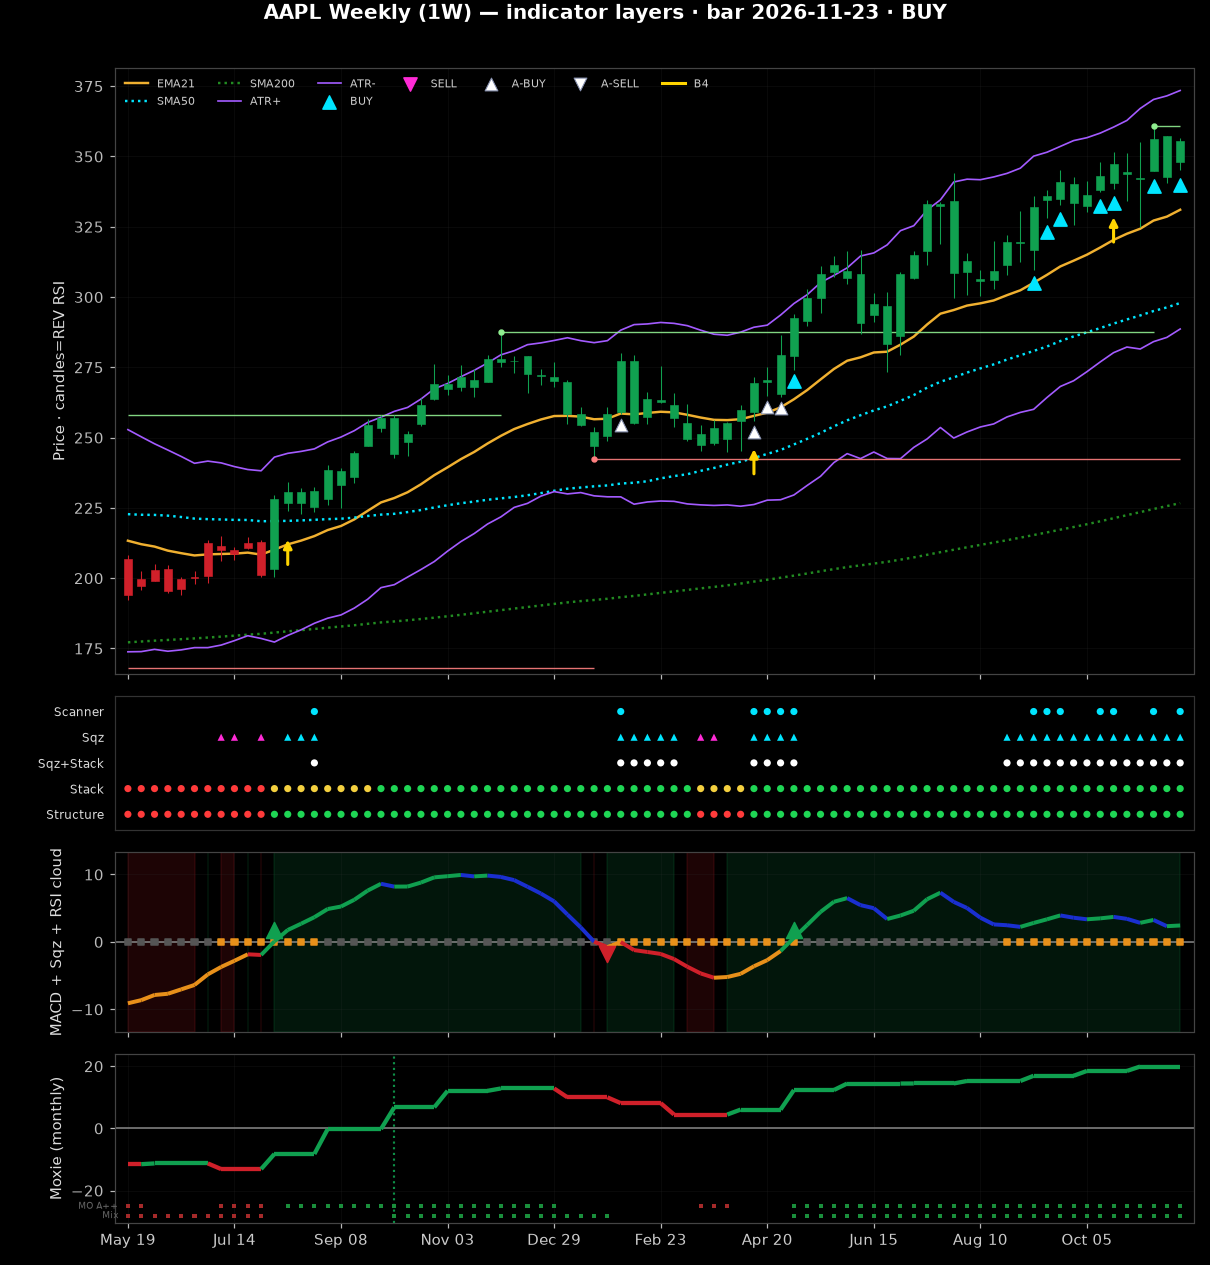 AAPL Weekly (1W) — indicator layers · bar 2026-11-23 · BUY
EMA21 SMA200 ATR- SELL A-BUY A-SELL B4
SMA50 ATR+ BUY
Price · candles=REV RSI
375
350
325
300
275
250
225
200
175
Scanner
Sqz
Sqz+Stack
Stack
Structure
MACD + Sqz + RSI cloud
10
0
−10
Moxie (monthly)
20
0
−20
MO A++
Mix
May 19 Jul 14 Sep 08 Nov 03 Dec 29 Feb 23 Apr 20 Jun 15 Aug 10 Oct 05